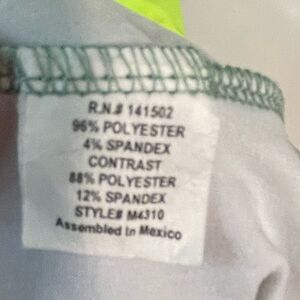 R.N.# 141502
96% POLYESTER
4% SPANDEX
CONTRAST
88% POLYESTER
12% SPANDEX
STYLE# M4310
Assembled In Mexico